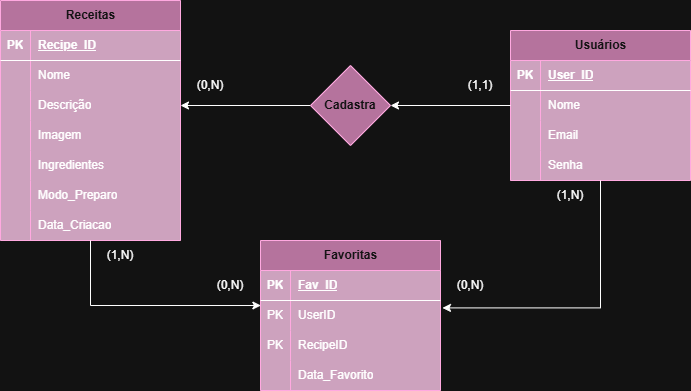 Receitas
PK Recipe_ID
Nome
Descrição
Imagem
Ingredientes
Modo_Preparo
Data_Criacao
(0,N)
Cadastra
(1,1)
Usuários
PK User_ID
Nome
Email
Senha
(1,N)
(1,N)
(0,N)
(0,N)
Favoritas
PK Fav_ID
PK UserID
PK RecipeID
Data_Favorito